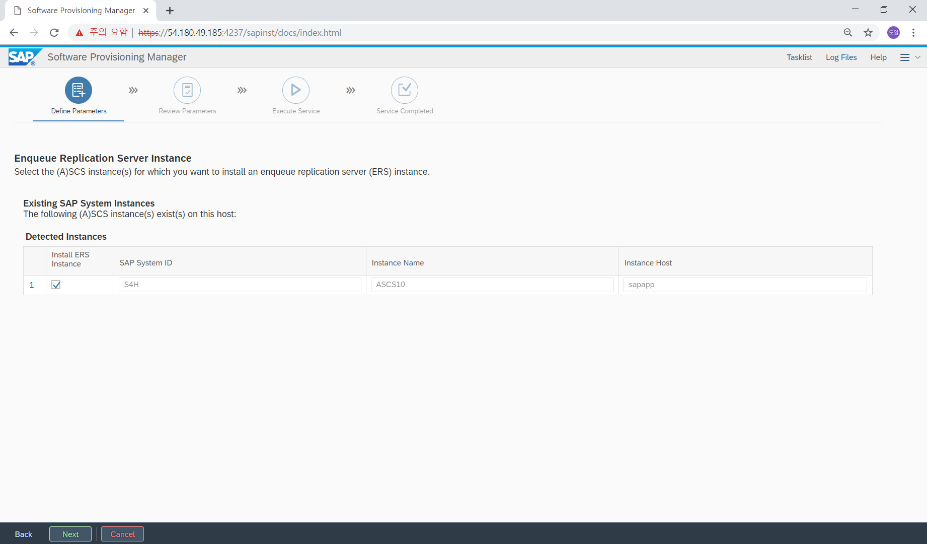 Software Provisioning Manager
주의 요함 | https://54.180.49.185:4237/sapinst/docs/index.html
SAP Software Provisioning Manager Tasklist Log Files Help
Define Parameters Review Parameters Execute Service Service Completed
Enqueue Replication Server Instance
Select the (A)SCS instance(s) for which you want to install an enqueue replication server (ERS) instance.
Existing SAP System Instances
The following (A)SCS instance(s) exist(s) on this host:
Detected Instances
Install ERS Instance SAP System ID Instance Name Instance Host
1 S4H ASCS10 sapapp
Back Next Cancel